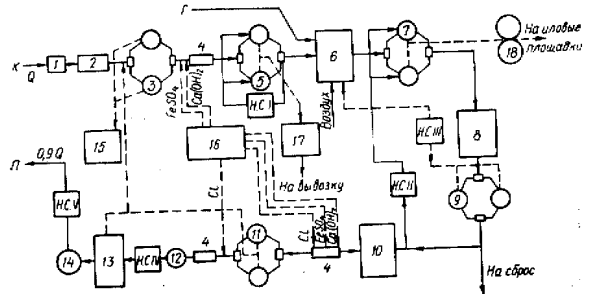 Г
К
Q
1
2
3
4
5
6
7
8
На иловые
площадки
18
FeSO₄
Ca(OH)₂
НС I
Воздух
НС III
15
16
17
На вывозку
Л
0,9Q
НС V
Cl
НС II
9
Cl
FeSO₄
Ca(OH)₂
14
13
НС IV
12
4
11
4
10
На сброс